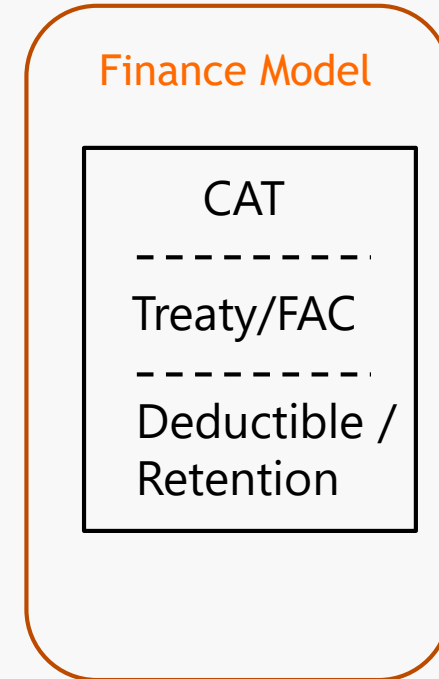 Finance Model
CAT
Treaty/FAC
Deductible /
Retention